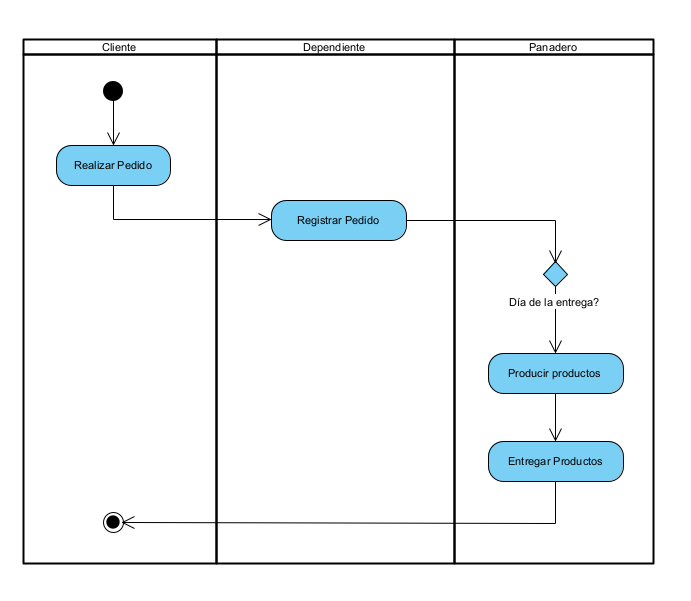 Cliente
Dependiente
Panadero
Realizar Pedido
Registrar Pedido
Día de la entrega?
Producir productos
Entregar Productos